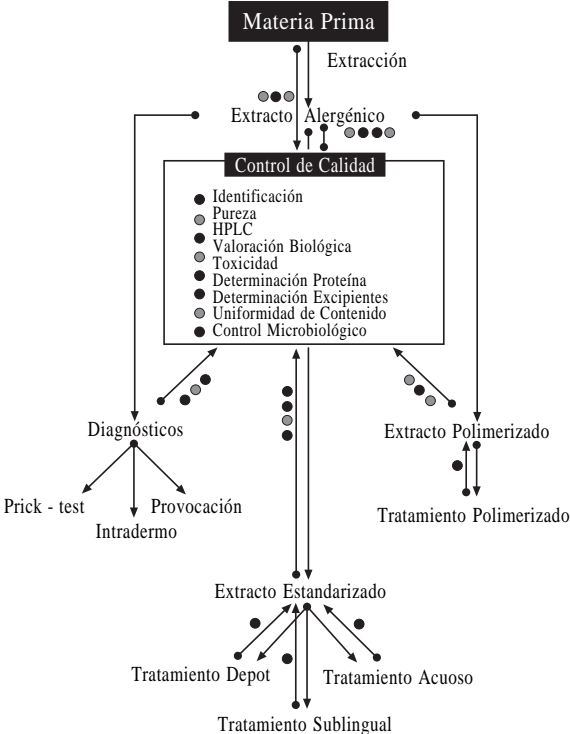 Materia Prima
Extracción
Extracto Alergénico
Control de Calidad
Identificación
Pureza
HPLC
Valoración Biológica
Toxicidad
Determinación Proteína
Determinación Excipientes
Uniformidad de Contenido
Control Microbiológico
Diagnósticos
Extracto Polimerizado
Prick - test
Provocación
Intradermo
Tratamiento Polimerizado
Extracto Estandarizado
Tratamiento Depot
Tratamiento Acuoso
Tratamiento Sublingual